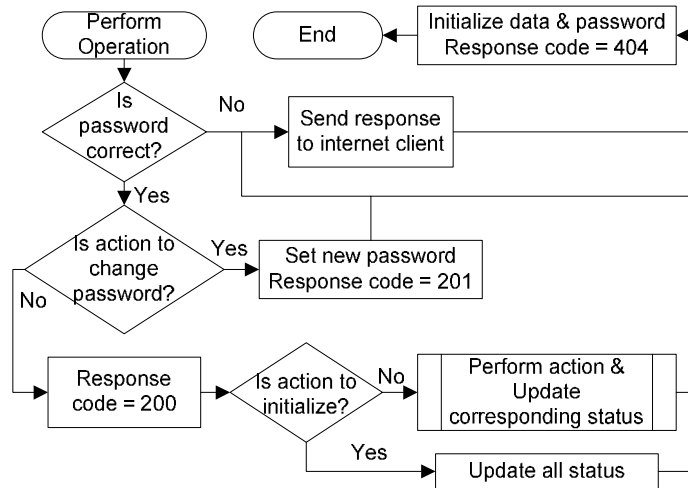 Perform
Operation
End
Initialize data & password
Response code = 404
Is
password
correct?
No
Send response
to internet client
Yes
Is action to
change
password?
Yes
Set new password
Response code = 201
No
Response
code = 200
Is action to
initialize?
No
Perform action &
Update
corresponding status
Yes
Update all status